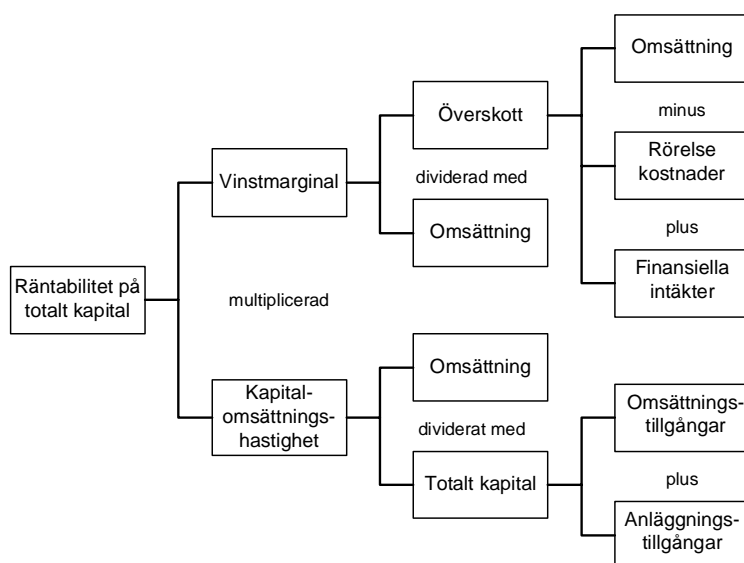 Omsättning
minus
Överskott
Rörelse
kostnader
Vinstmarginal
dividerad med
plus
Omsättning
Finansiella
intäkter
Räntabilitet på
totalt kapital
multiplicerad
Omsättning
Kapital-
omsättnings-
hastighet
dividerat med
Omsättnings-
tillgångar
Totalt kapital
plus
Anläggnings-
tillgångar